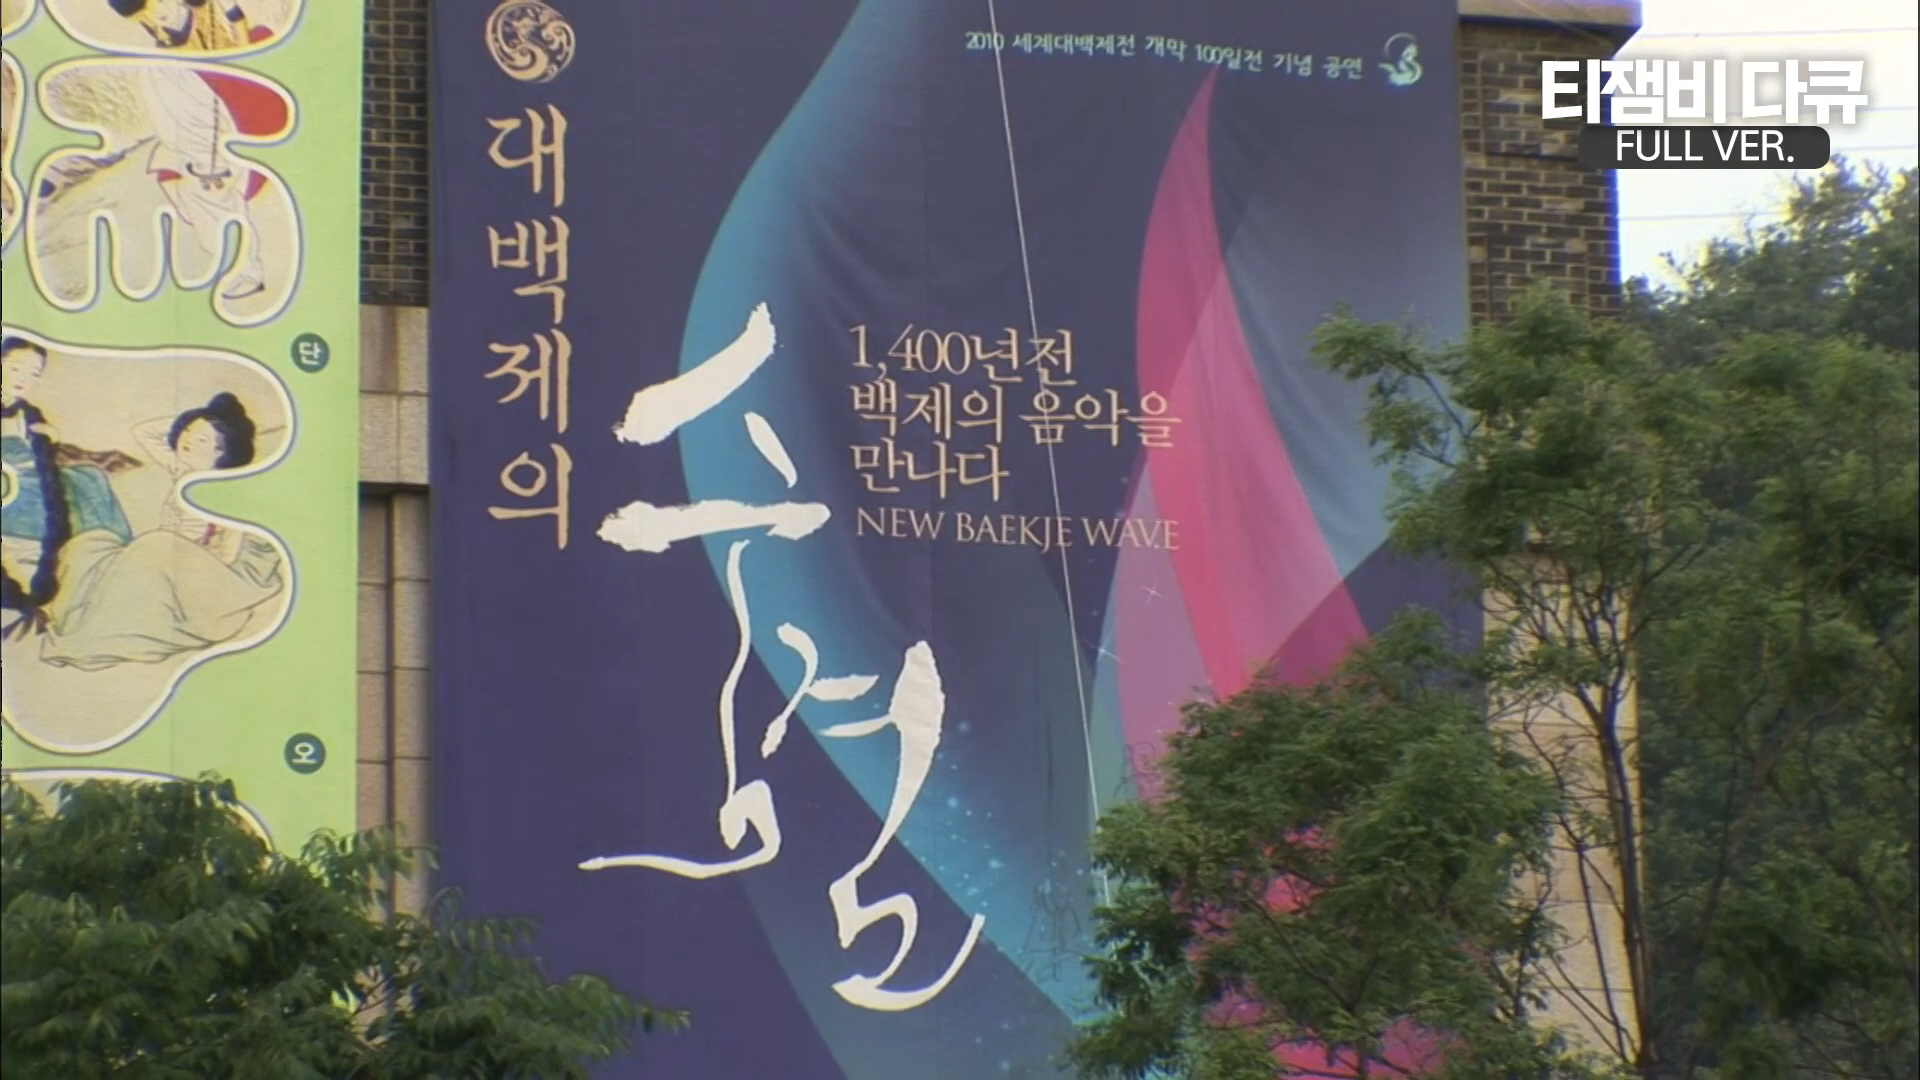 2010 세계대백제전 개막 100일전 기념 공연
티잼비 다큐
FULL VER.
대백제의
숨결
1,400년전
백제의 음악을
만나다
NEW BAEKJE WAVE
단
오